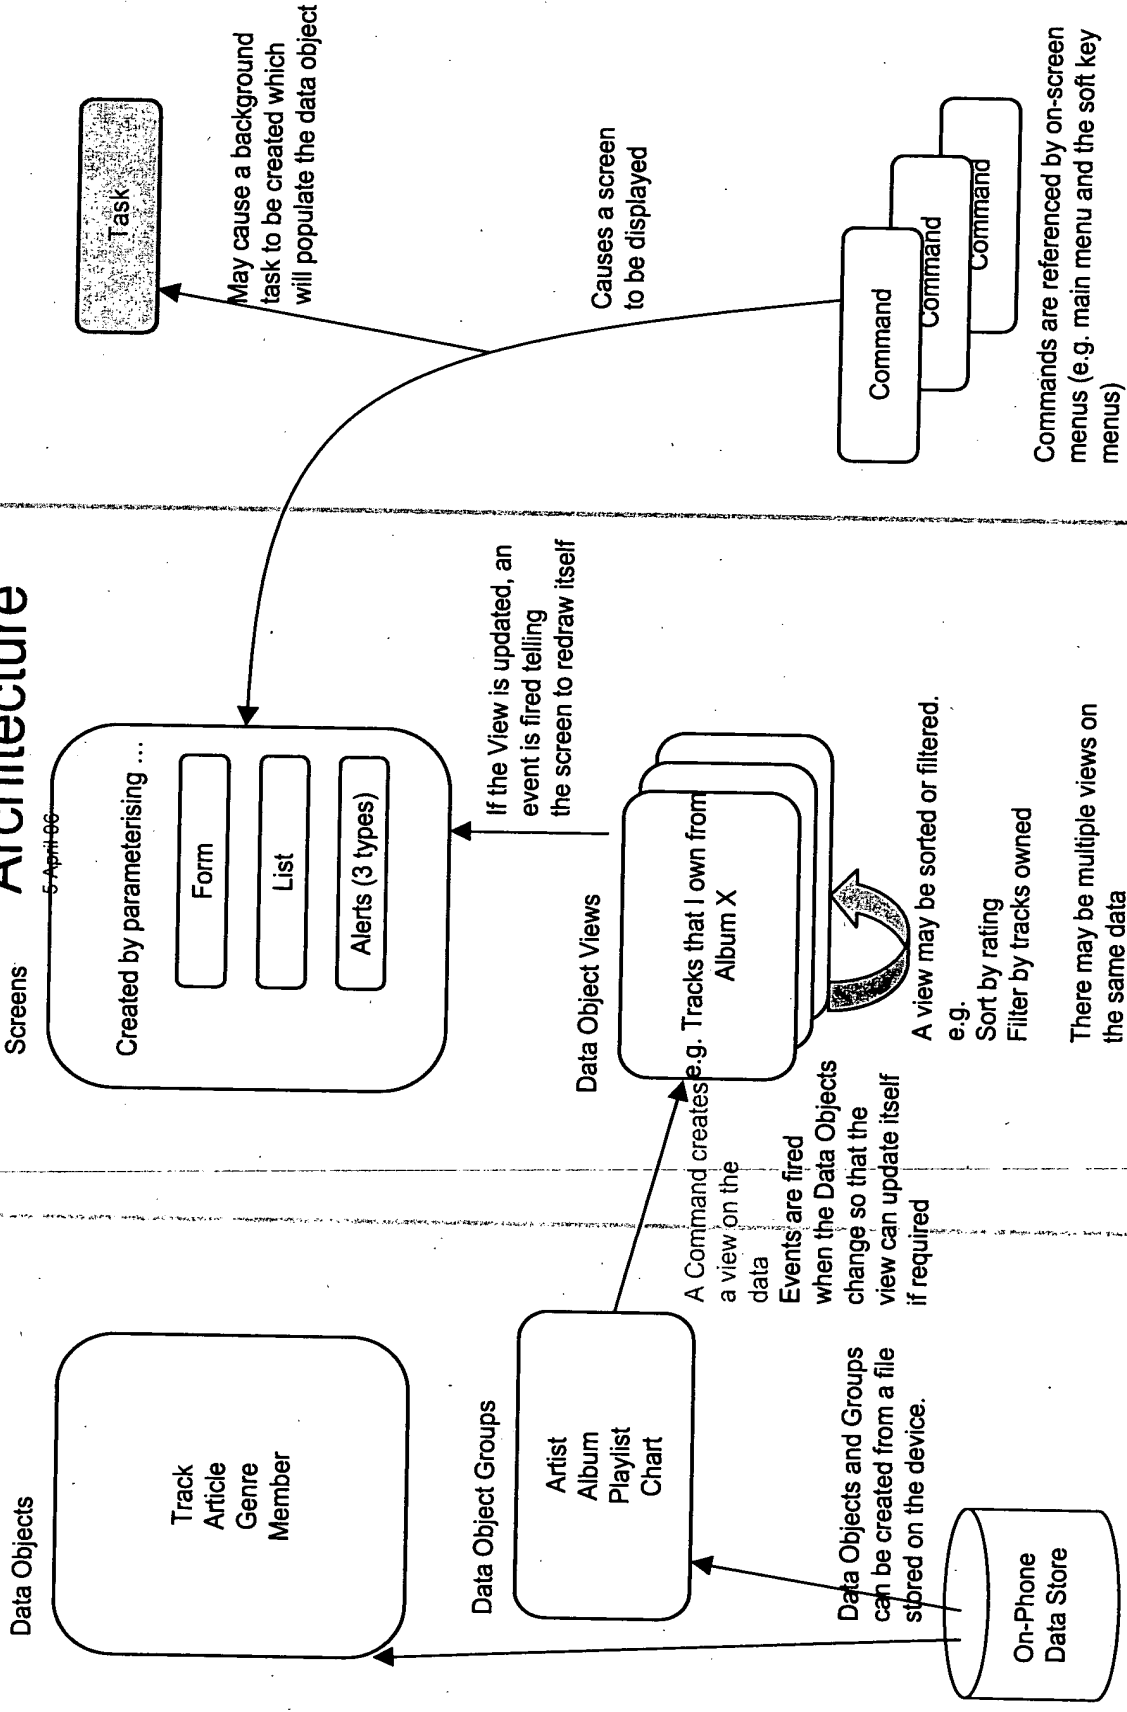 Architecture
5 April 06
Data Objects
Track
Article
Genre
Member
Data Object Groups
Artist
Album
Playlist
Chart
Data Objects and Groups
can be created from a file
stored on the device.
On-Phone
Data Store
Screens
Created by parameterising ...
Form
List
Alerts (3 types)
If the View is updated, an
event is fired telling
the screen to redraw itself
Data Object Views
e.g. Tracks that I own from
Album X
A Command creates
a view on the
data
Events are fired
when the Data Objects
change so that the
view can update itself
if required
A view may be sorted or filtered.
e.g.
Sort by rating
Filter by tracks owned
There may be multiple views on
the same data
Task
May cause a background
task to be created which
will populate the data object
Causes a screen
to be displayed
Command
Command
Command
Commands are referenced by on-screen
menus (e.g. main menu and the soft key
menus)